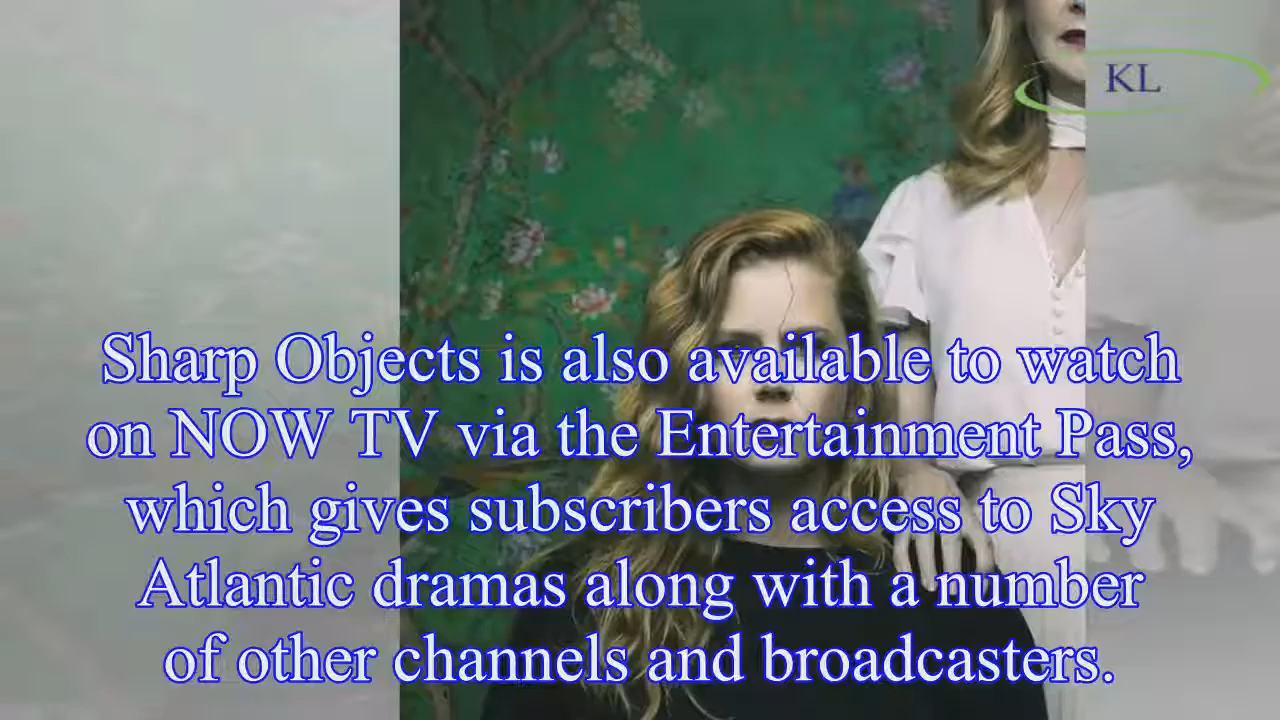 KL
Sharp Objects is also available to watch
on NOW TV via the Entertainment Pass,
which gives subscribers access to Sky
Atlantic dramas along with a number
of other channels and broadcasters.